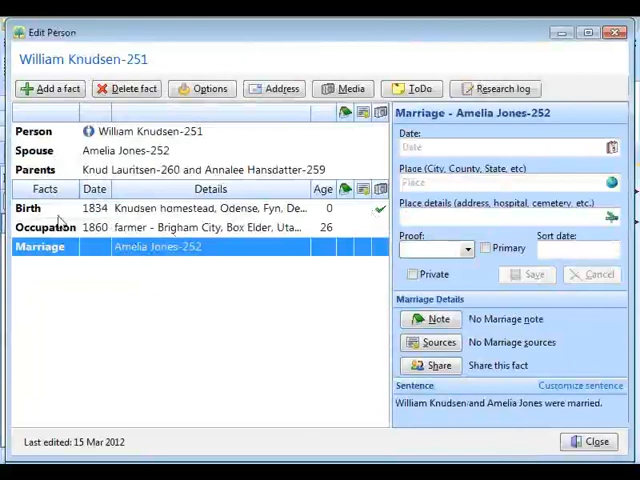 Edit Person
William Knudsen-251
Add a fact Delete fact Options Address Media ToDo Research log
Person William Knudsen-251
Spouse Amelia Jones-252
Parents Knud Lauritsen-260 and Annalee Hansdatter-259
Facts Date Details Age
Birth 1834 Knudsen homestead, Odense, Fyn, De... 0
Occupation 1860 farmer - Brigham City, Box Elder, Uta... 26
Marriage Amelia Jones-252
Last edited: 15 Mar 2012
Marriage - Amelia Jones-252
Date:
Date
Place (City, County, State, etc)
Place
Place details (address, hospital, cemetery, etc.)
Proof: Primary Sort date:
Private Save Cancel
Marriage Details
Note No Marriage note
Sources No Marriage sources
Share Share this fact
Sentence Customize sentence
William Knudsen and Amelia Jones were married.
Close